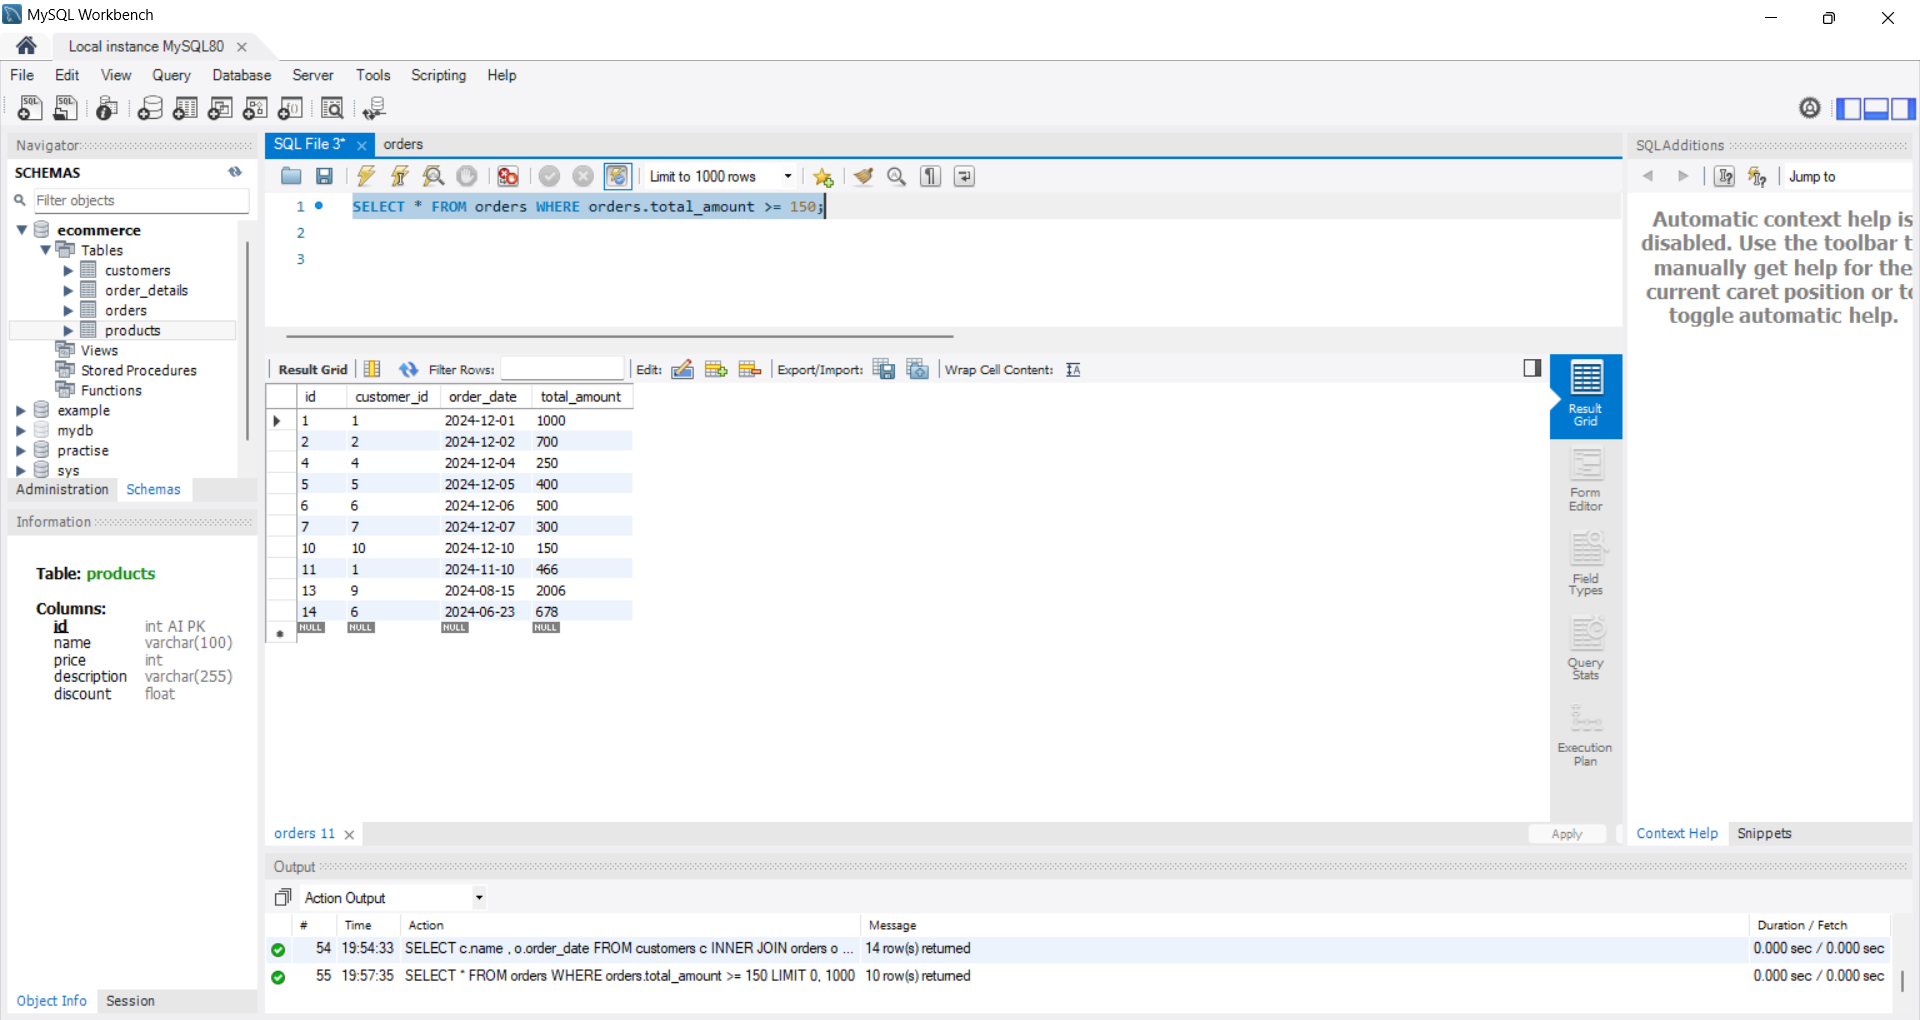 MySQL Workbench
Local instance MySQL80
File Edit View Query Database Server Tools Scripting Help
Navigator
SCHEMAS
Filter objects
ecommerce
Tables
customers
order_details
orders
products
Views
Stored Procedures
Functions
example
mydb
practise
sys
Administration Schemas
Information
Table: products
Columns:
id int AI PK
name varchar(100)
price int
description varchar(255)
discount float
Object Info Session
SQL File 3* orders
Limit to 1000 rows
1 SELECT * FROM orders WHERE orders.total_amount >= 150;
2
3
Result Grid Filter Rows: Edit: Export/Import: Wrap Cell Content:
id customer_id order_date total_amount
1 1 2024-12-01 1000
2 2 2024-12-02 700
4 4 2024-12-04 250
5 5 2024-12-05 400
6 6 2024-12-06 500
7 7 2024-12-07 300
10 10 2024-12-10 150
11 1 2024-11-10 466
13 9 2024-08-15 2006
14 6 2024-06-23 678
NULL NULL NULL NULL
Result
Grid
Form
Editor
Field
Types
Query
Stats
Execution
Plan
orders 11
Apply
SQLAdditions
Jump to
Automatic context help is
disabled. Use the toolbar t
manually get help for the
current caret position or to
toggle automatic help.
Context Help Snippets
Output
Action Output
# Time Action Message Duration / Fetch
54 19:54:33 SELECT c.name , o.order_date FROM customers c INNER JOIN orders o ... 14 row(s) returned 0.000 sec / 0.000 sec
55 19:57:35 SELECT * FROM orders WHERE orders.total_amount >= 150 LIMIT 0, 1000 10 row(s) returned 0.000 sec / 0.000 sec